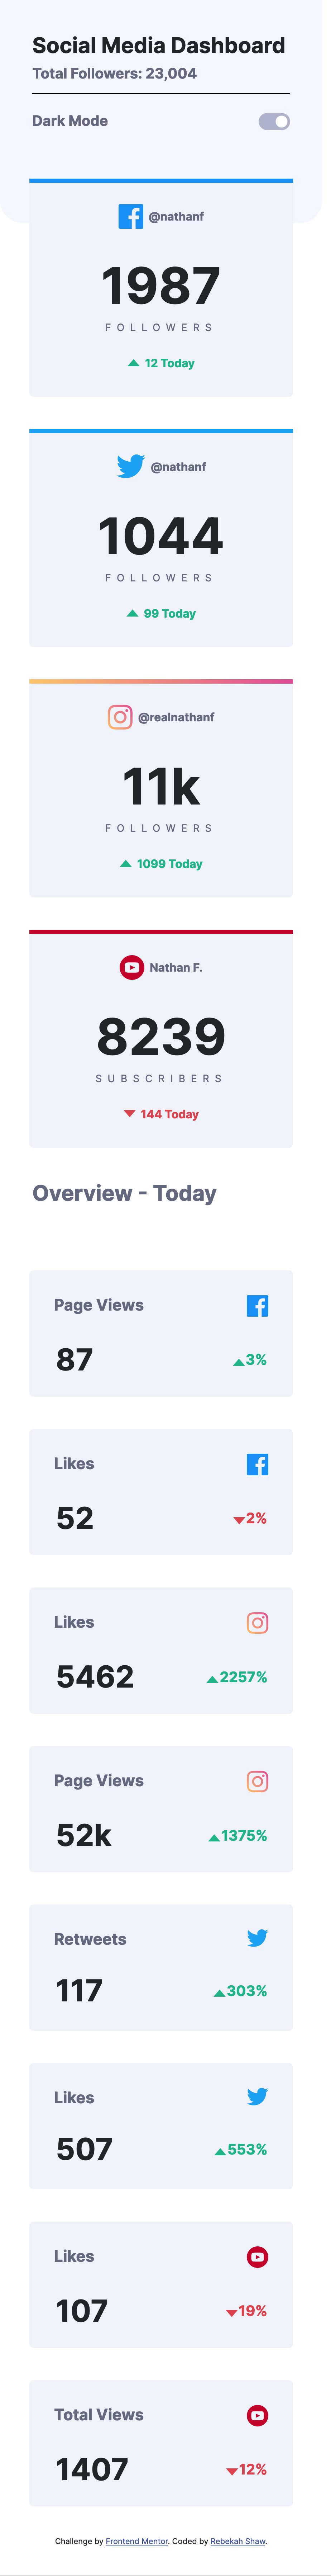 Social Media Dashboard
Total Followers: 23,004
Dark Mode
@nathanf
1987
FOLLOWERS
12 Today
@nathanf
1044
FOLLOWERS
99 Today
@realnathanf
11k
FOLLOWERS
1099 Today
Nathan F.
8239
SUBSCRIBERS
144 Today
Overview - Today
Page Views
87 3%
Likes
52 2%
Likes
5462 2257%
Page Views
52k 1375%
Retweets
117 303%
Likes
507 553%
Likes
107 19%
Total Views
1407 12%
Challenge by Frontend Mentor. Coded by Rebekah Shaw.